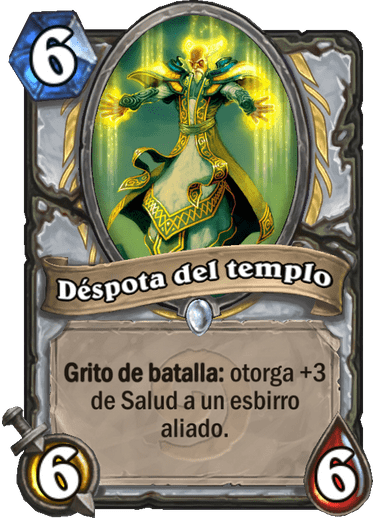 6
Déspota del templo
Grito de batalla: otorga +3
de Salud a un esbirro
aliado.
6
6